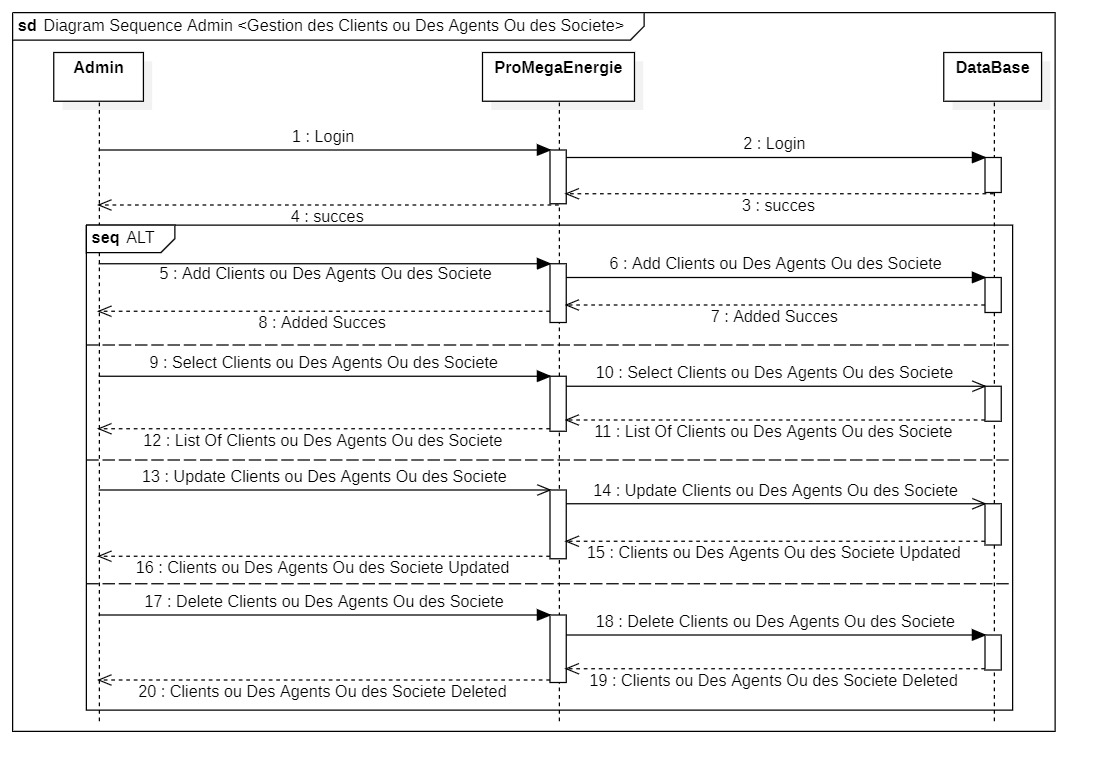 sd Diagram Sequence Admin <Gestion des Clients ou Des Agents Ou des Societe>
Admin
ProMegaEnergie
DataBase
1 : Login
2 : Login
3 : succes
4 : succes
seq ALT
5 : Add Clients ou Des Agents Ou des Societe
6 : Add Clients ou Des Agents Ou des Societe
7 : Added Succes
8 : Added Succes
9 : Select Clients ou Des Agents Ou des Societe
10 : Select Clients ou Des Agents Ou des Societe
11 : List Of Clients ou Des Agents Ou des Societe
12 : List Of Clients ou Des Agents Ou des Societe
13 : Update Clients ou Des Agents Ou des Societe
14 : Update Clients ou Des Agents Ou des Societe
15 : Clients ou Des Agents Ou des Societe Updated
16 : Clients ou Des Agents Ou des Societe Updated
17 : Delete Clients ou Des Agents Ou des Societe
18 : Delete Clients ou Des Agents Ou des Societe
19 : Clients ou Des Agents Ou des Societe Deleted
20 : Clients ou Des Agents Ou des Societe Deleted